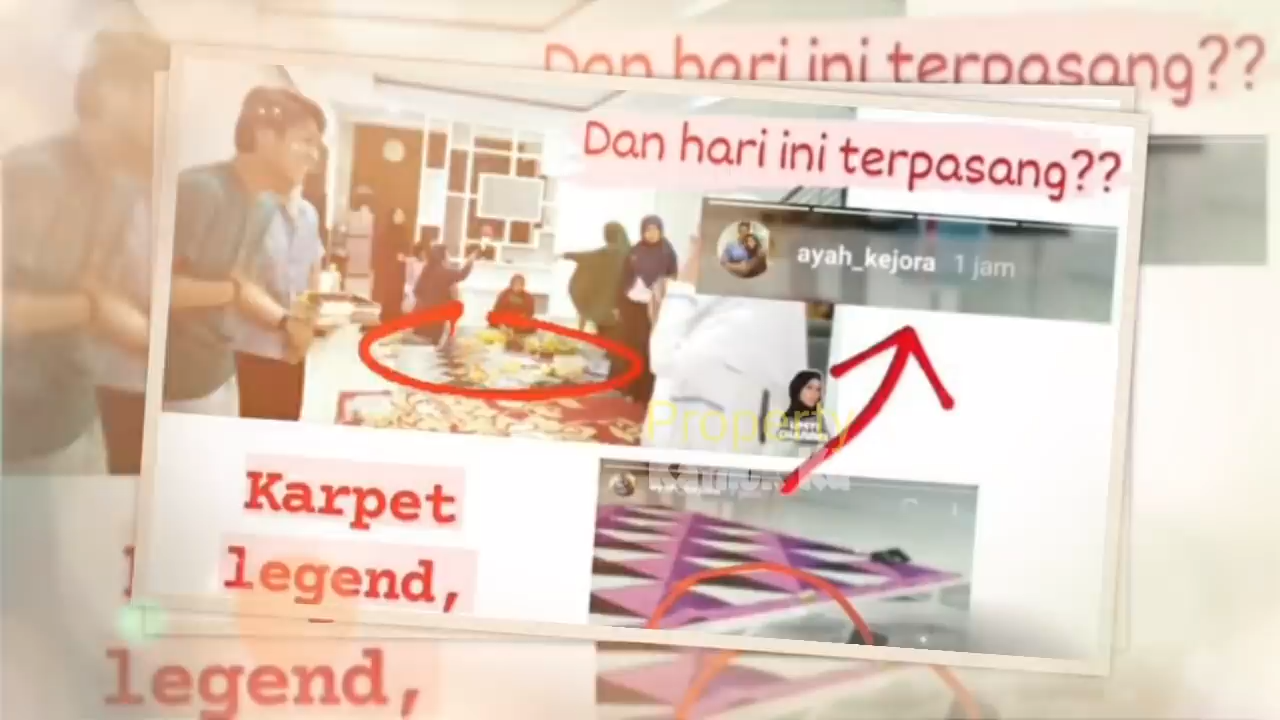 Dan hari ini terpasang??
Dan hari ini terpasang??
ayah_kejora 1 jam
Property
Karpet
legend,
legend,